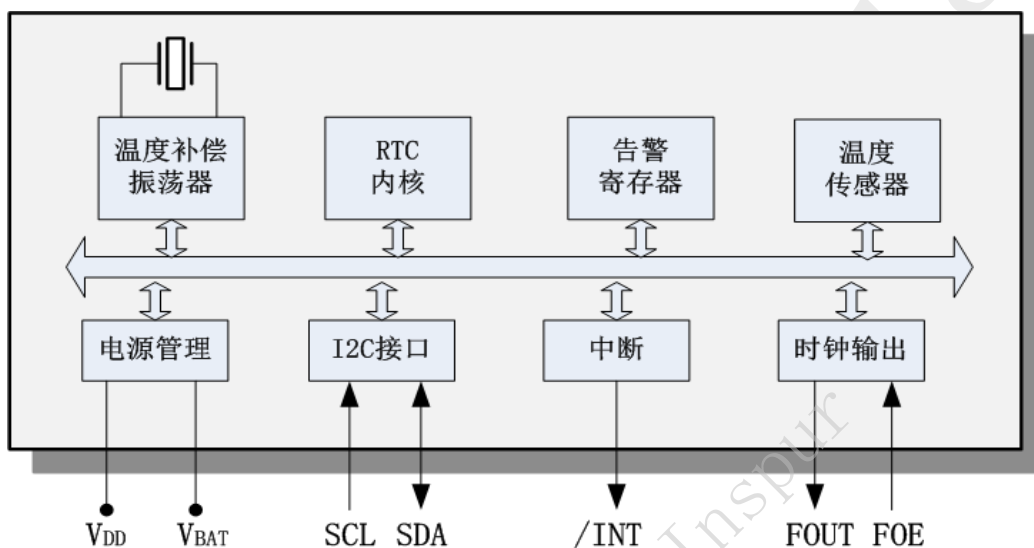 温度补偿
振荡器
RTC
内核
告警
寄存器
温度
传感器
电源管理
I2C接口
中断
时钟输出
VDD
VBAT
SCL
SDA
/INT
FOUT
FOE
Inspur